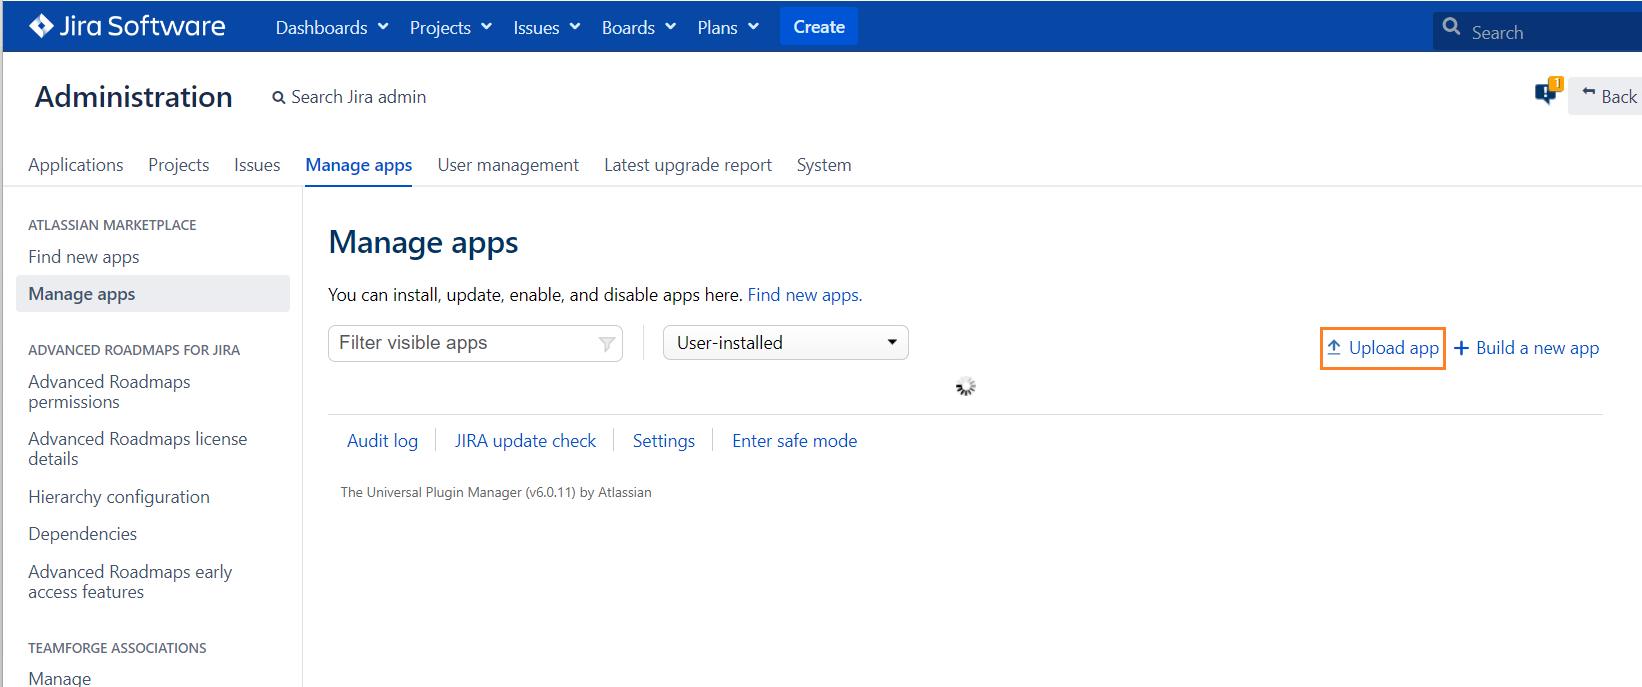 Jira Software Dashboards Projects Issues Boards Plans Create Search
Administration Search Jira admin 1 Back
Applications Projects Issues Manage apps User management Latest upgrade report System
ATLASSIAN MARKETPLACE
Find new apps
Manage apps
ADVANCED ROADMAPS FOR JIRA
Advanced Roadmaps
permissions
Advanced Roadmaps license
details
Hierarchy configuration
Dependencies
Advanced Roadmaps early
access features
TEAMFORGE ASSOCIATIONS
Manage
Manage apps
You can install, update, enable, and disable apps here. Find new apps.
Filter visible apps User-installed Upload app + Build a new app
Audit log JIRA update check Settings Enter safe mode
The Universal Plugin Manager (v6.0.11) by Atlassian